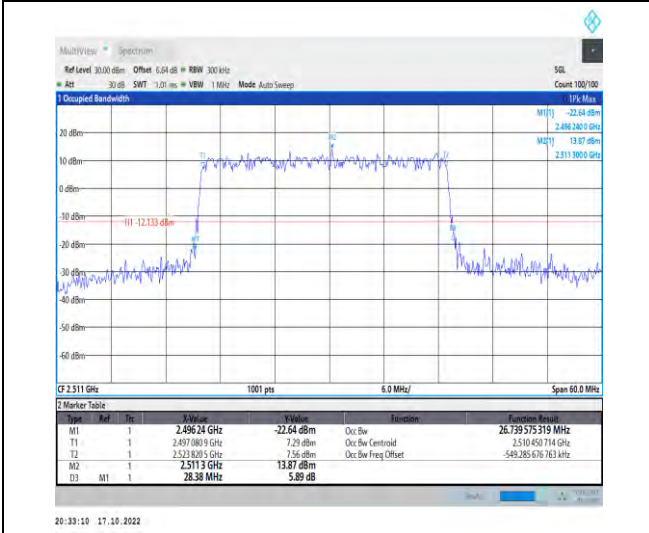 MultiView Spectrum
Ref Level 30.00 dBm Offset 6.64 dB RBW 300 kHz SGL
Att 30 dB SWT 1.01 ms VBW 1 MHz Mode Auto Sweep Count 100/100
1 Occupied Bandwidth 1Pk Max
M1[1] -22.64 dBm
2.496 240 0 GHz
M2[1] 13.87 dBm
2.511 300 0 GHz
20 dBm
M2
T1
10 dBm
0 dBm
-10 dBm
H1 -12.133 dBm
-20 dBm
-30 dBm
-40 dBm
-50 dBm
-60 dBm
CF 2.511 GHz 1001 pts 6.0 MHz/ Span 60.0 MHz
2 Marker Table
Type Ref Trc X-Value Y-Value Function Function Result
M1 1 2.496 24 GHz -22.64 dBm Occ Bw 26.739 575 319 MHz
T1 1 2.497 080 9 GHz 7.29 dBm Occ Bw Centroid 2.510 450 714 GHz
T2 1 2.523 820 5 GHz 7.56 dBm Occ Bw Freq Offset -549.285 676 763 kHz
M2 1 2.511 3 GHz 13.87 dBm
D3 M1 1 28.38 MHz 5.89 dB
20:33:10 17.10.2022